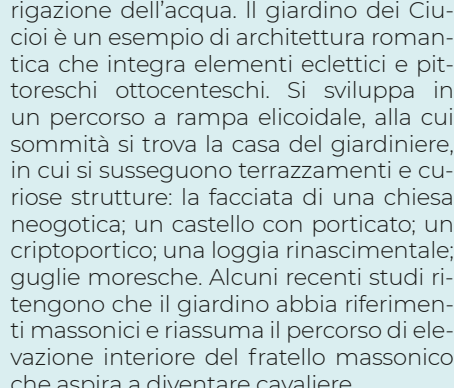 rigazione dell'acqua. Il giardino dei Ciu-
cioi è un esempio di architettura roman-
tica che integra elementi eclettici e pit-
toreschi ottocenteschi. Si sviluppa in
un percorso a rampa elicoidale, alla cui
sommità si trova la casa del giardiniere,
in cui si susseguono terrazzamenti e cu-
riose strutture: la facciata di una chiesa
neogotica; un castello con porticato; un
criptoportico; una loggia rinascimentale;
guglie moresche. Alcuni recenti studi ri-
tengono che il giardino abbia riferimen-
ti massonici e riassuma il percorso di ele-
vazione interiore del fratello massonico
che aspira a diventare cavaliere